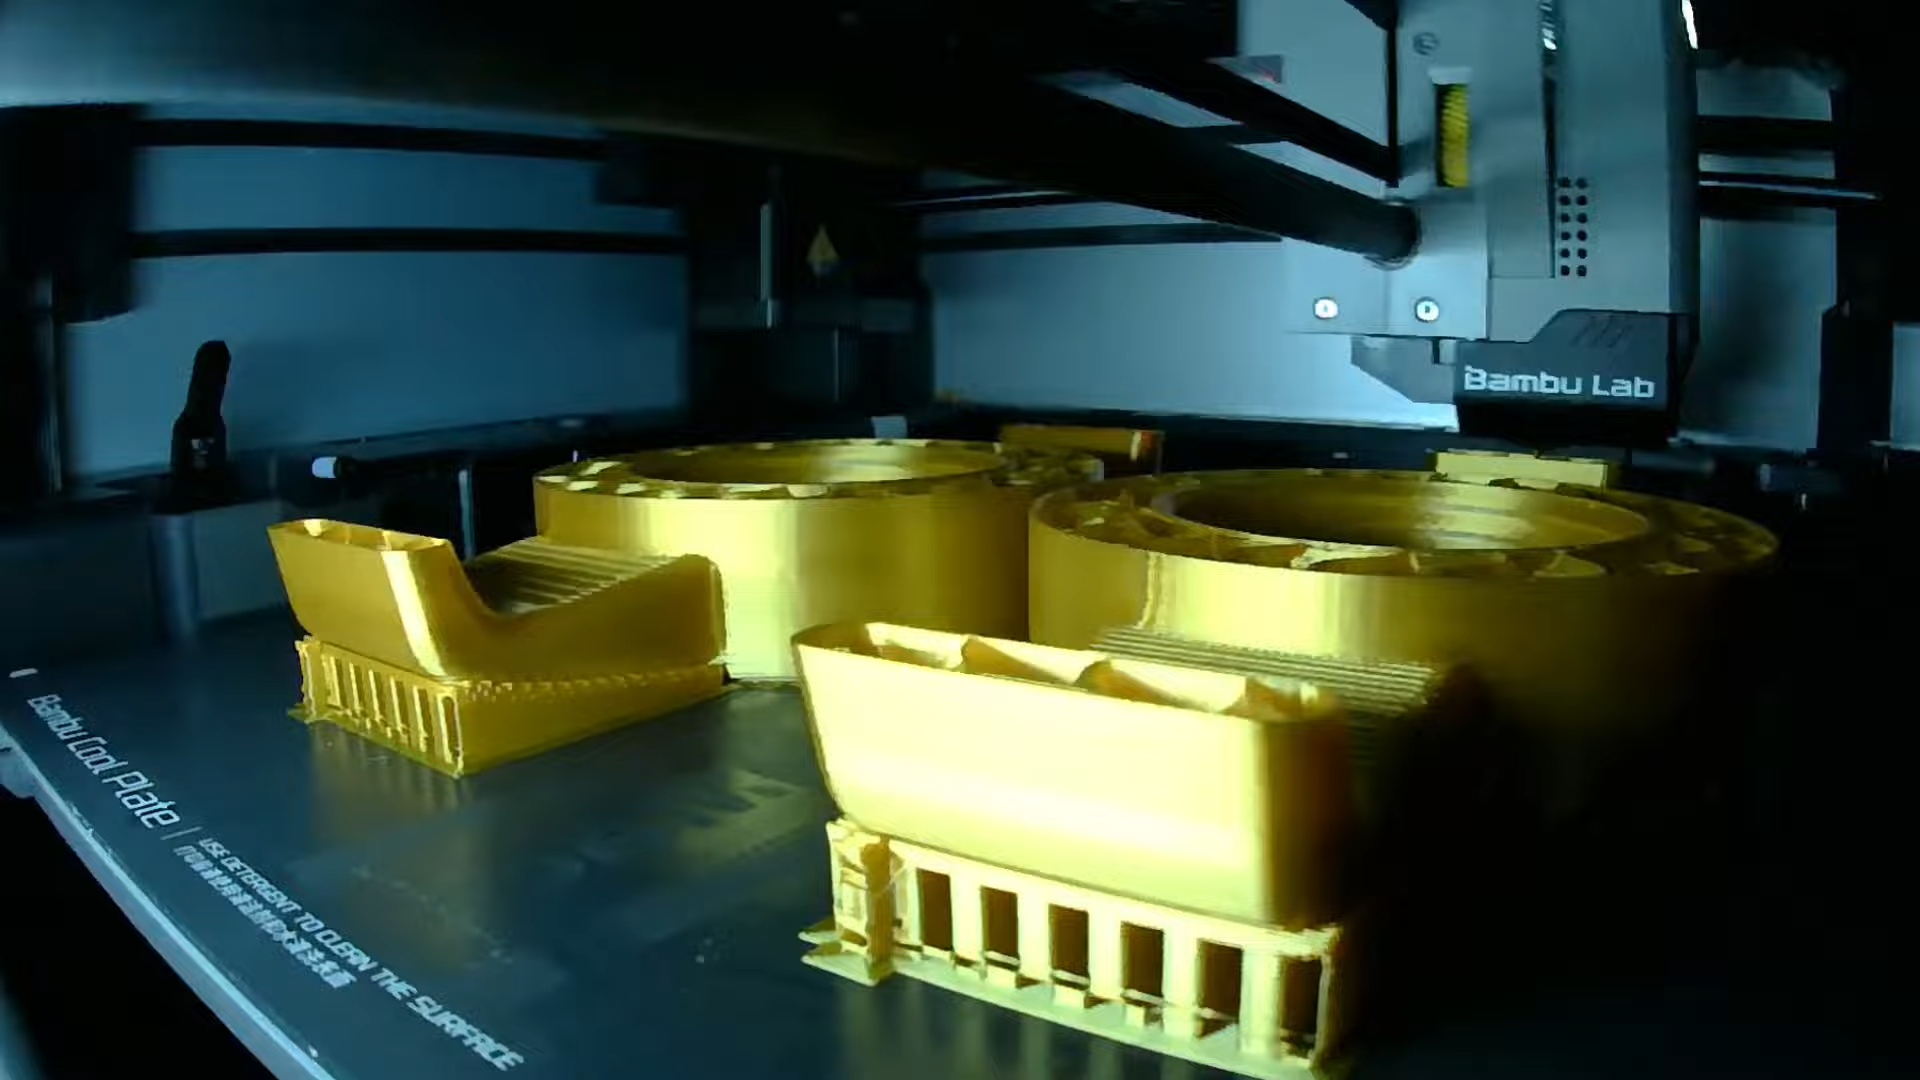 Bambu Lab
Bambu Cool Plate | USE DETERGENT TO CLEAN THE SURFACE